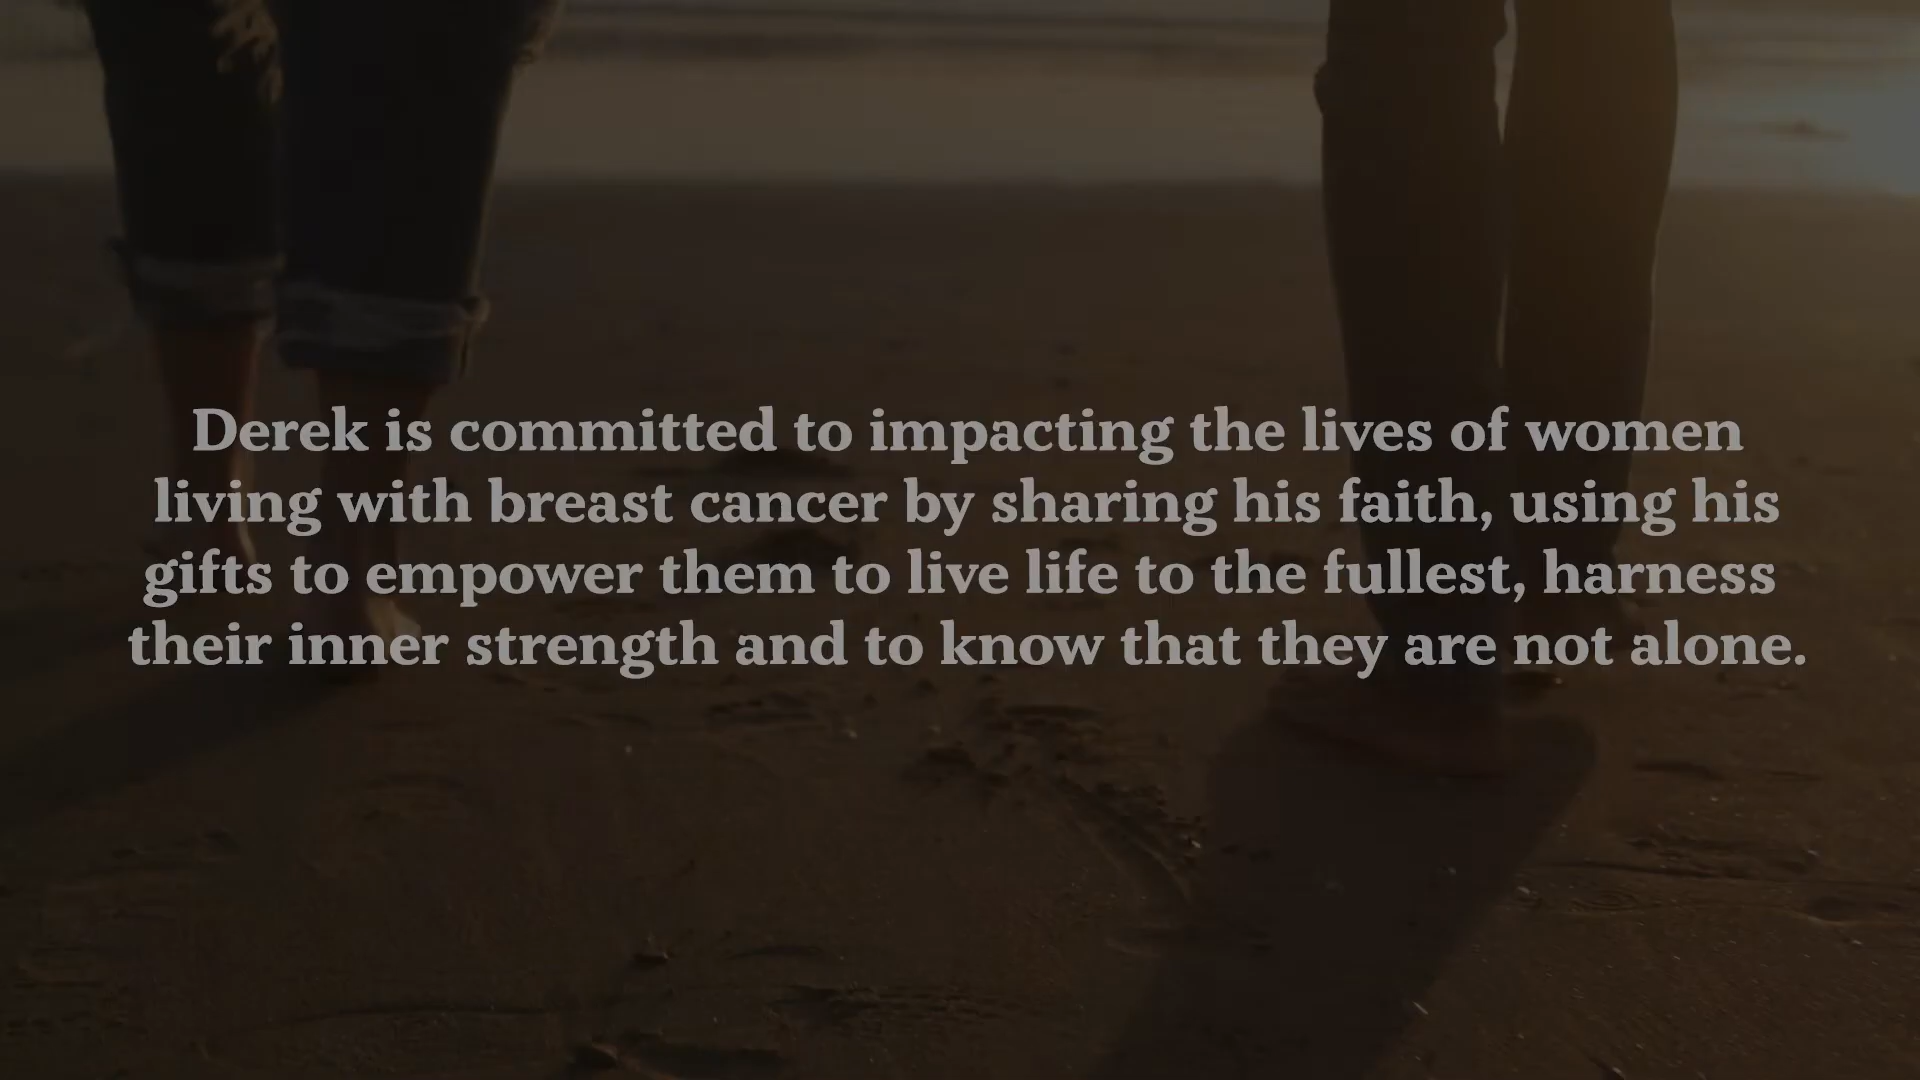 Derek is committed to impacting the lives of women
living with breast cancer by sharing his faith, using his
gifts to empower them to live life to the fullest, harness
their inner strength and to know that they are not alone.